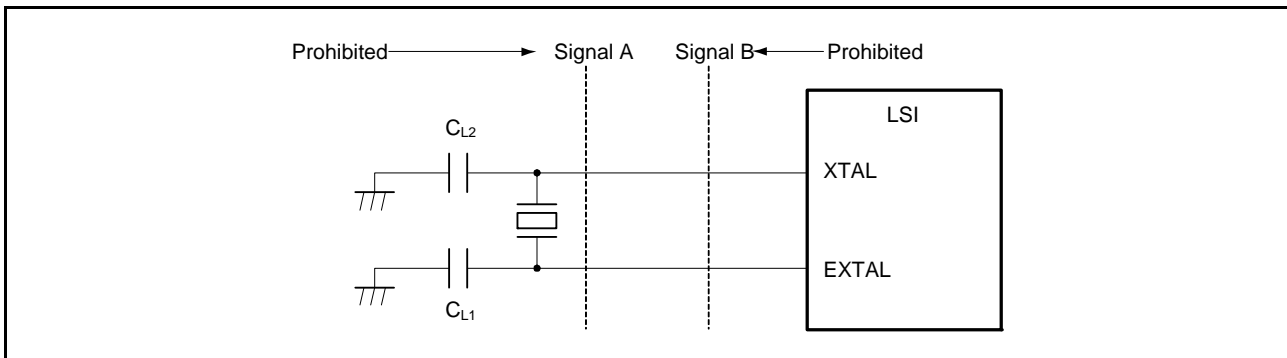 Prohibited Signal A Signal B Prohibited
LSI
CL2
XTAL
EXTAL
CL1